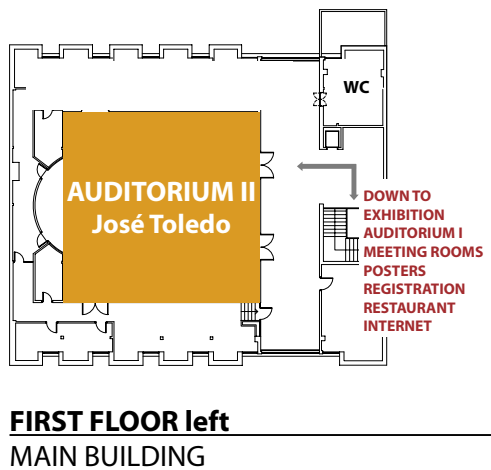 WC
AUDITORIUM II
José Toledo
DOWN TO
EXHIBITION
AUDITORIUM I
MEETING ROOMS
POSTERS
REGISTRATION
RESTAURANT
INTERNET
FIRST FLOOR left
MAIN BUILDING